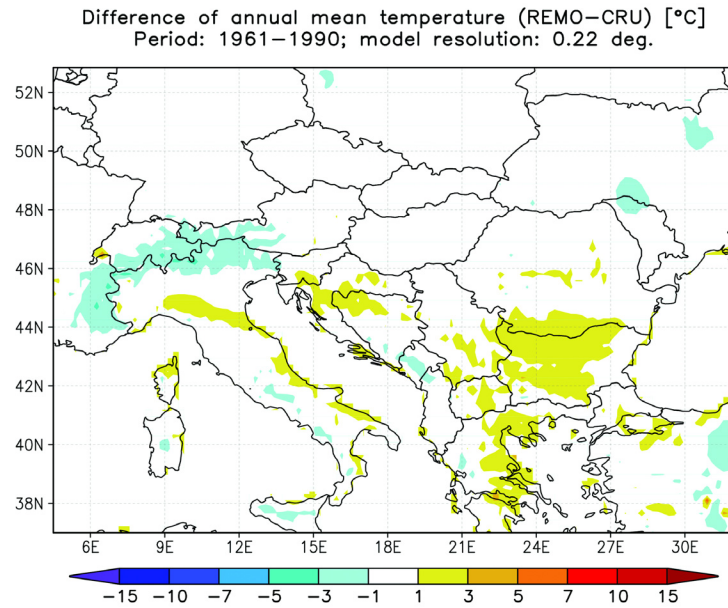 Difference of annual mean temperature (REMO−CRU) [°C]
Period: 1961−1990; model resolution: 0.22 deg.
52N
50N
48N
46N
44N
42N
40N
38N
6E 9E 12E 15E 18E 21E 24E 27E 30E
−15 −10 −7 −5 −3 −1 1 3 5 7 10 15